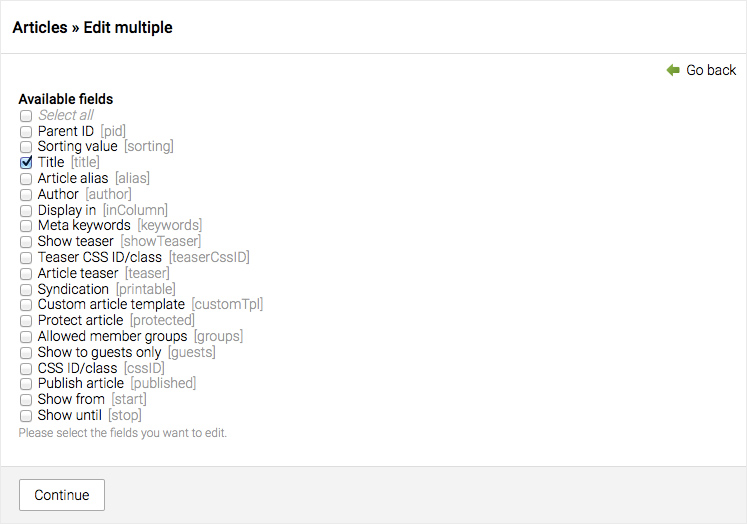 Articles » Edit multiple
Go back
Available fields
Select all
Parent ID [pid]
Sorting value [sorting]
Title [title]
Article alias [alias]
Author [author]
Display in [inColumn]
Meta keywords [keywords]
Show teaser [showTeaser]
Teaser CSS ID/class [teaserCssID]
Article teaser [teaser]
Syndication [printable]
Custom article template [customTpl]
Protect article [protected]
Allowed member groups [groups]
Show to guests only [guests]
CSS ID/class [cssID]
Publish article [published]
Show from [start]
Show until [stop]
Please select the fields you want to edit.
Continue